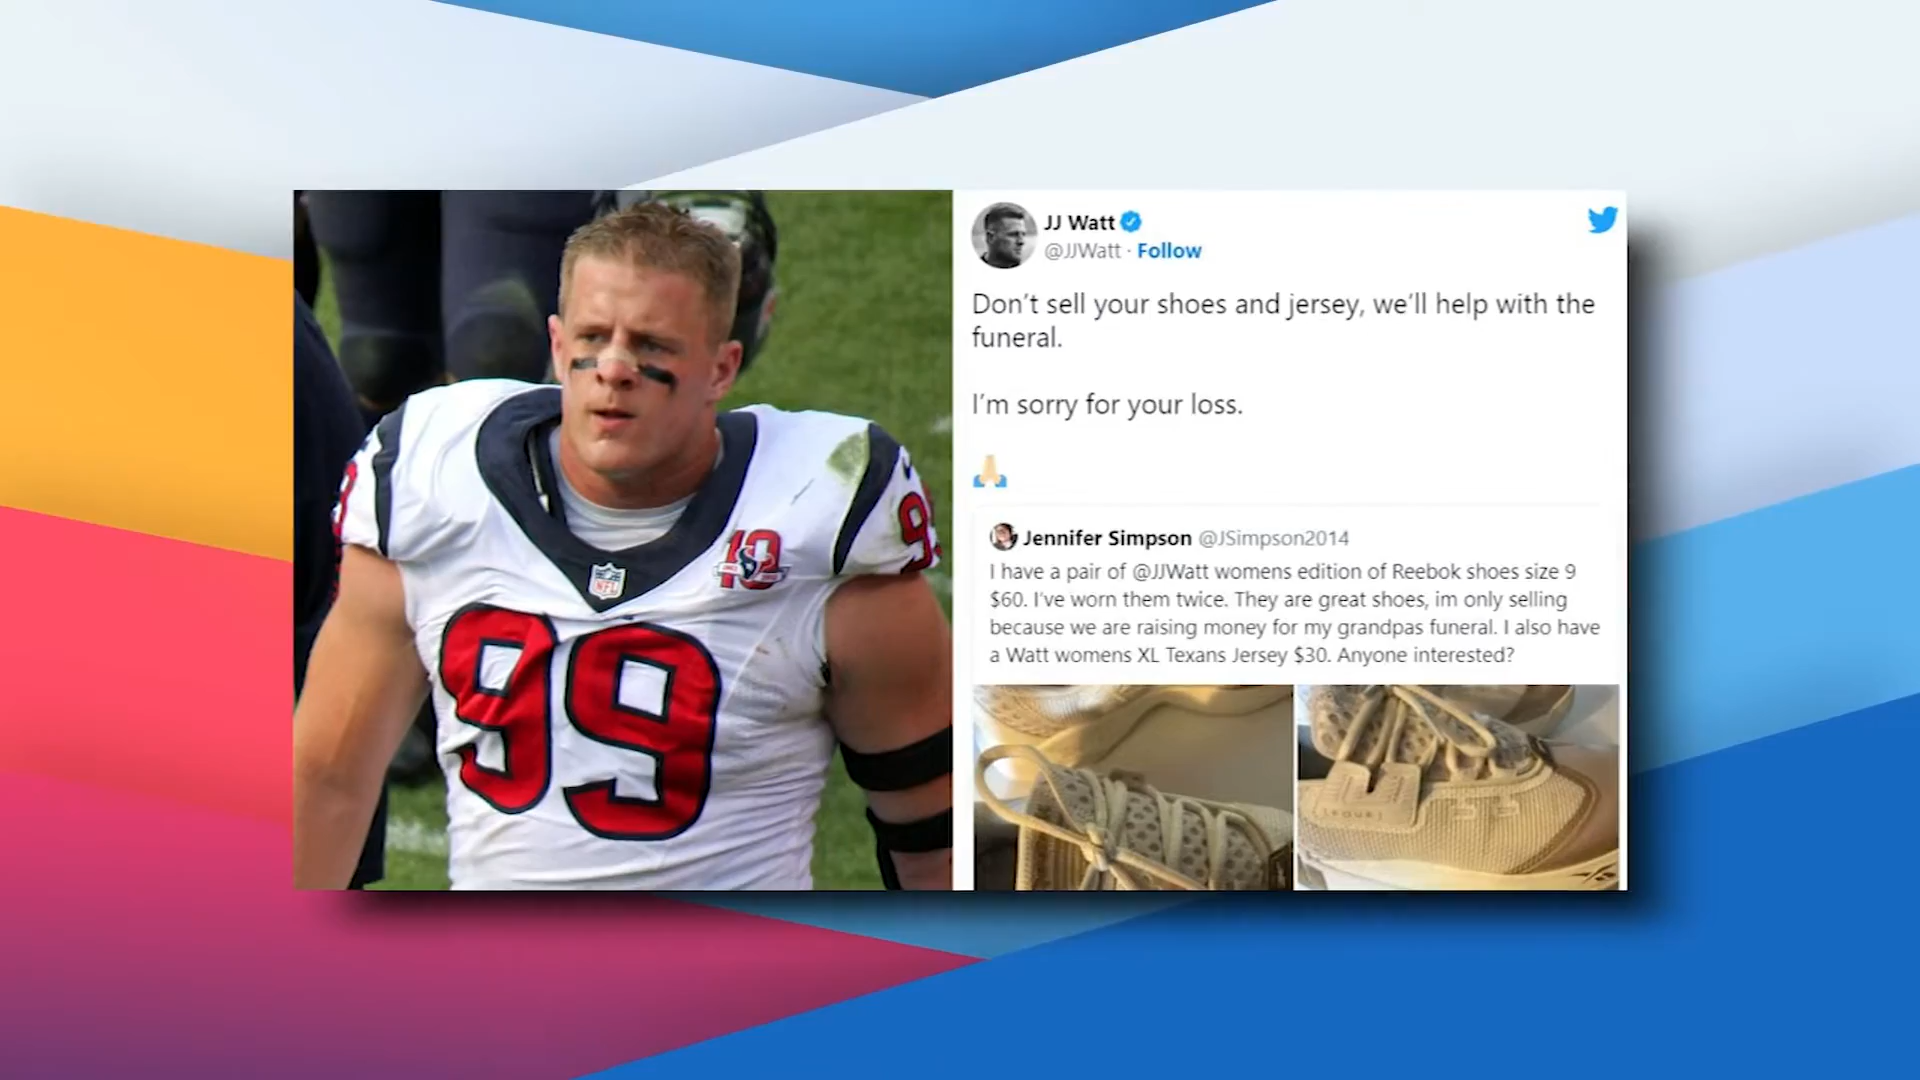 JJ Watt
@JJWatt · Follow
Don't sell your shoes and jersey, we'll help with the
funeral.
I'm sorry for your loss.
Jennifer Simpson @JSimpson2014
I have a pair of @JJWatt womens edition of Reebok shoes size 9
$60. I've worn them twice. They are great shoes, im only selling
because we are raising money for my grandpas funeral. I also have
a Watt womens XL Texans Jersey $30. Anyone interested?
10
NFL
99
99